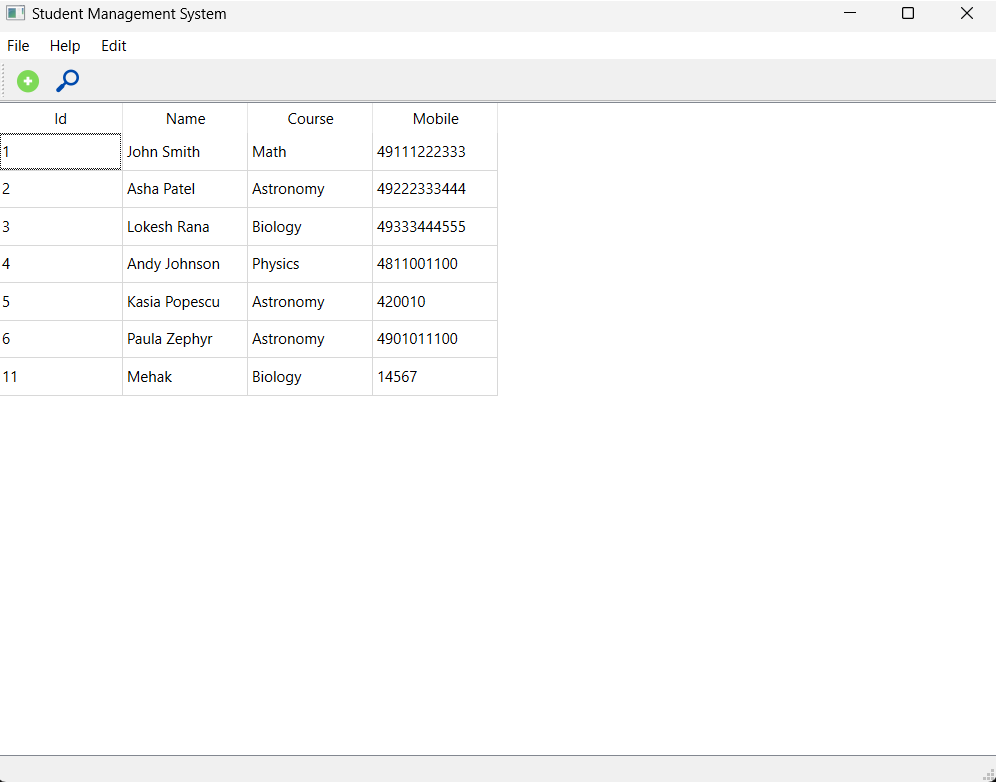 Student Management System
File Help Edit
Id Name Course Mobile
1 John Smith Math 49111222333
2 Asha Patel Astronomy 49222333444
3 Lokesh Rana Biology 49333444555
4 Andy Johnson Physics 4811001100
5 Kasia Popescu Astronomy 420010
6 Paula Zephyr Astronomy 4901011100
11 Mehak Biology 14567